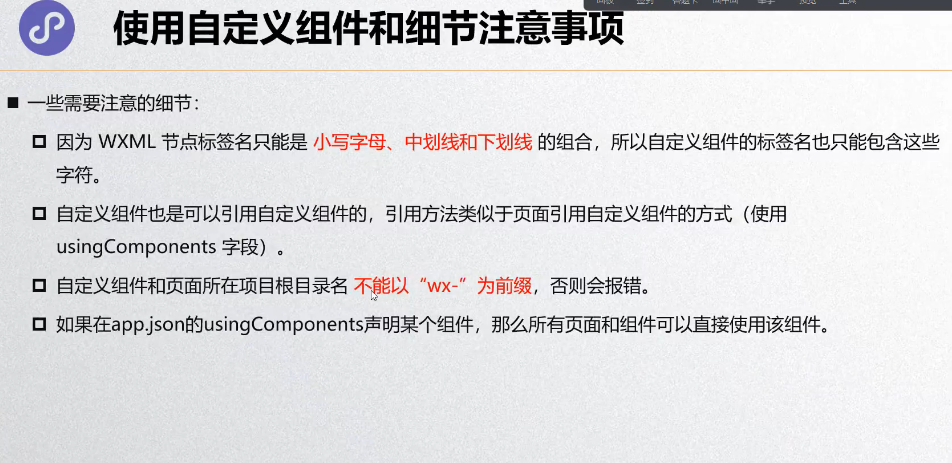 使用自定义组件和细节注意事项
一些需要注意的细节：
因为 WXML 节点标签名只能是 小写字母、中划线和下划线 的组合，所以自定义组件的标签名也只能包含这些
字符。
自定义组件也是可以引用自定义组件的，引用方法类似于页面引用自定义组件的方式（使用
usingComponents 字段）。
自定义组件和页面所在项目根目录名 不能以“wx-”为前缀，否则会报错。
如果在app.json的usingComponents声明某个组件，那么所有页面和组件可以直接使用该组件。